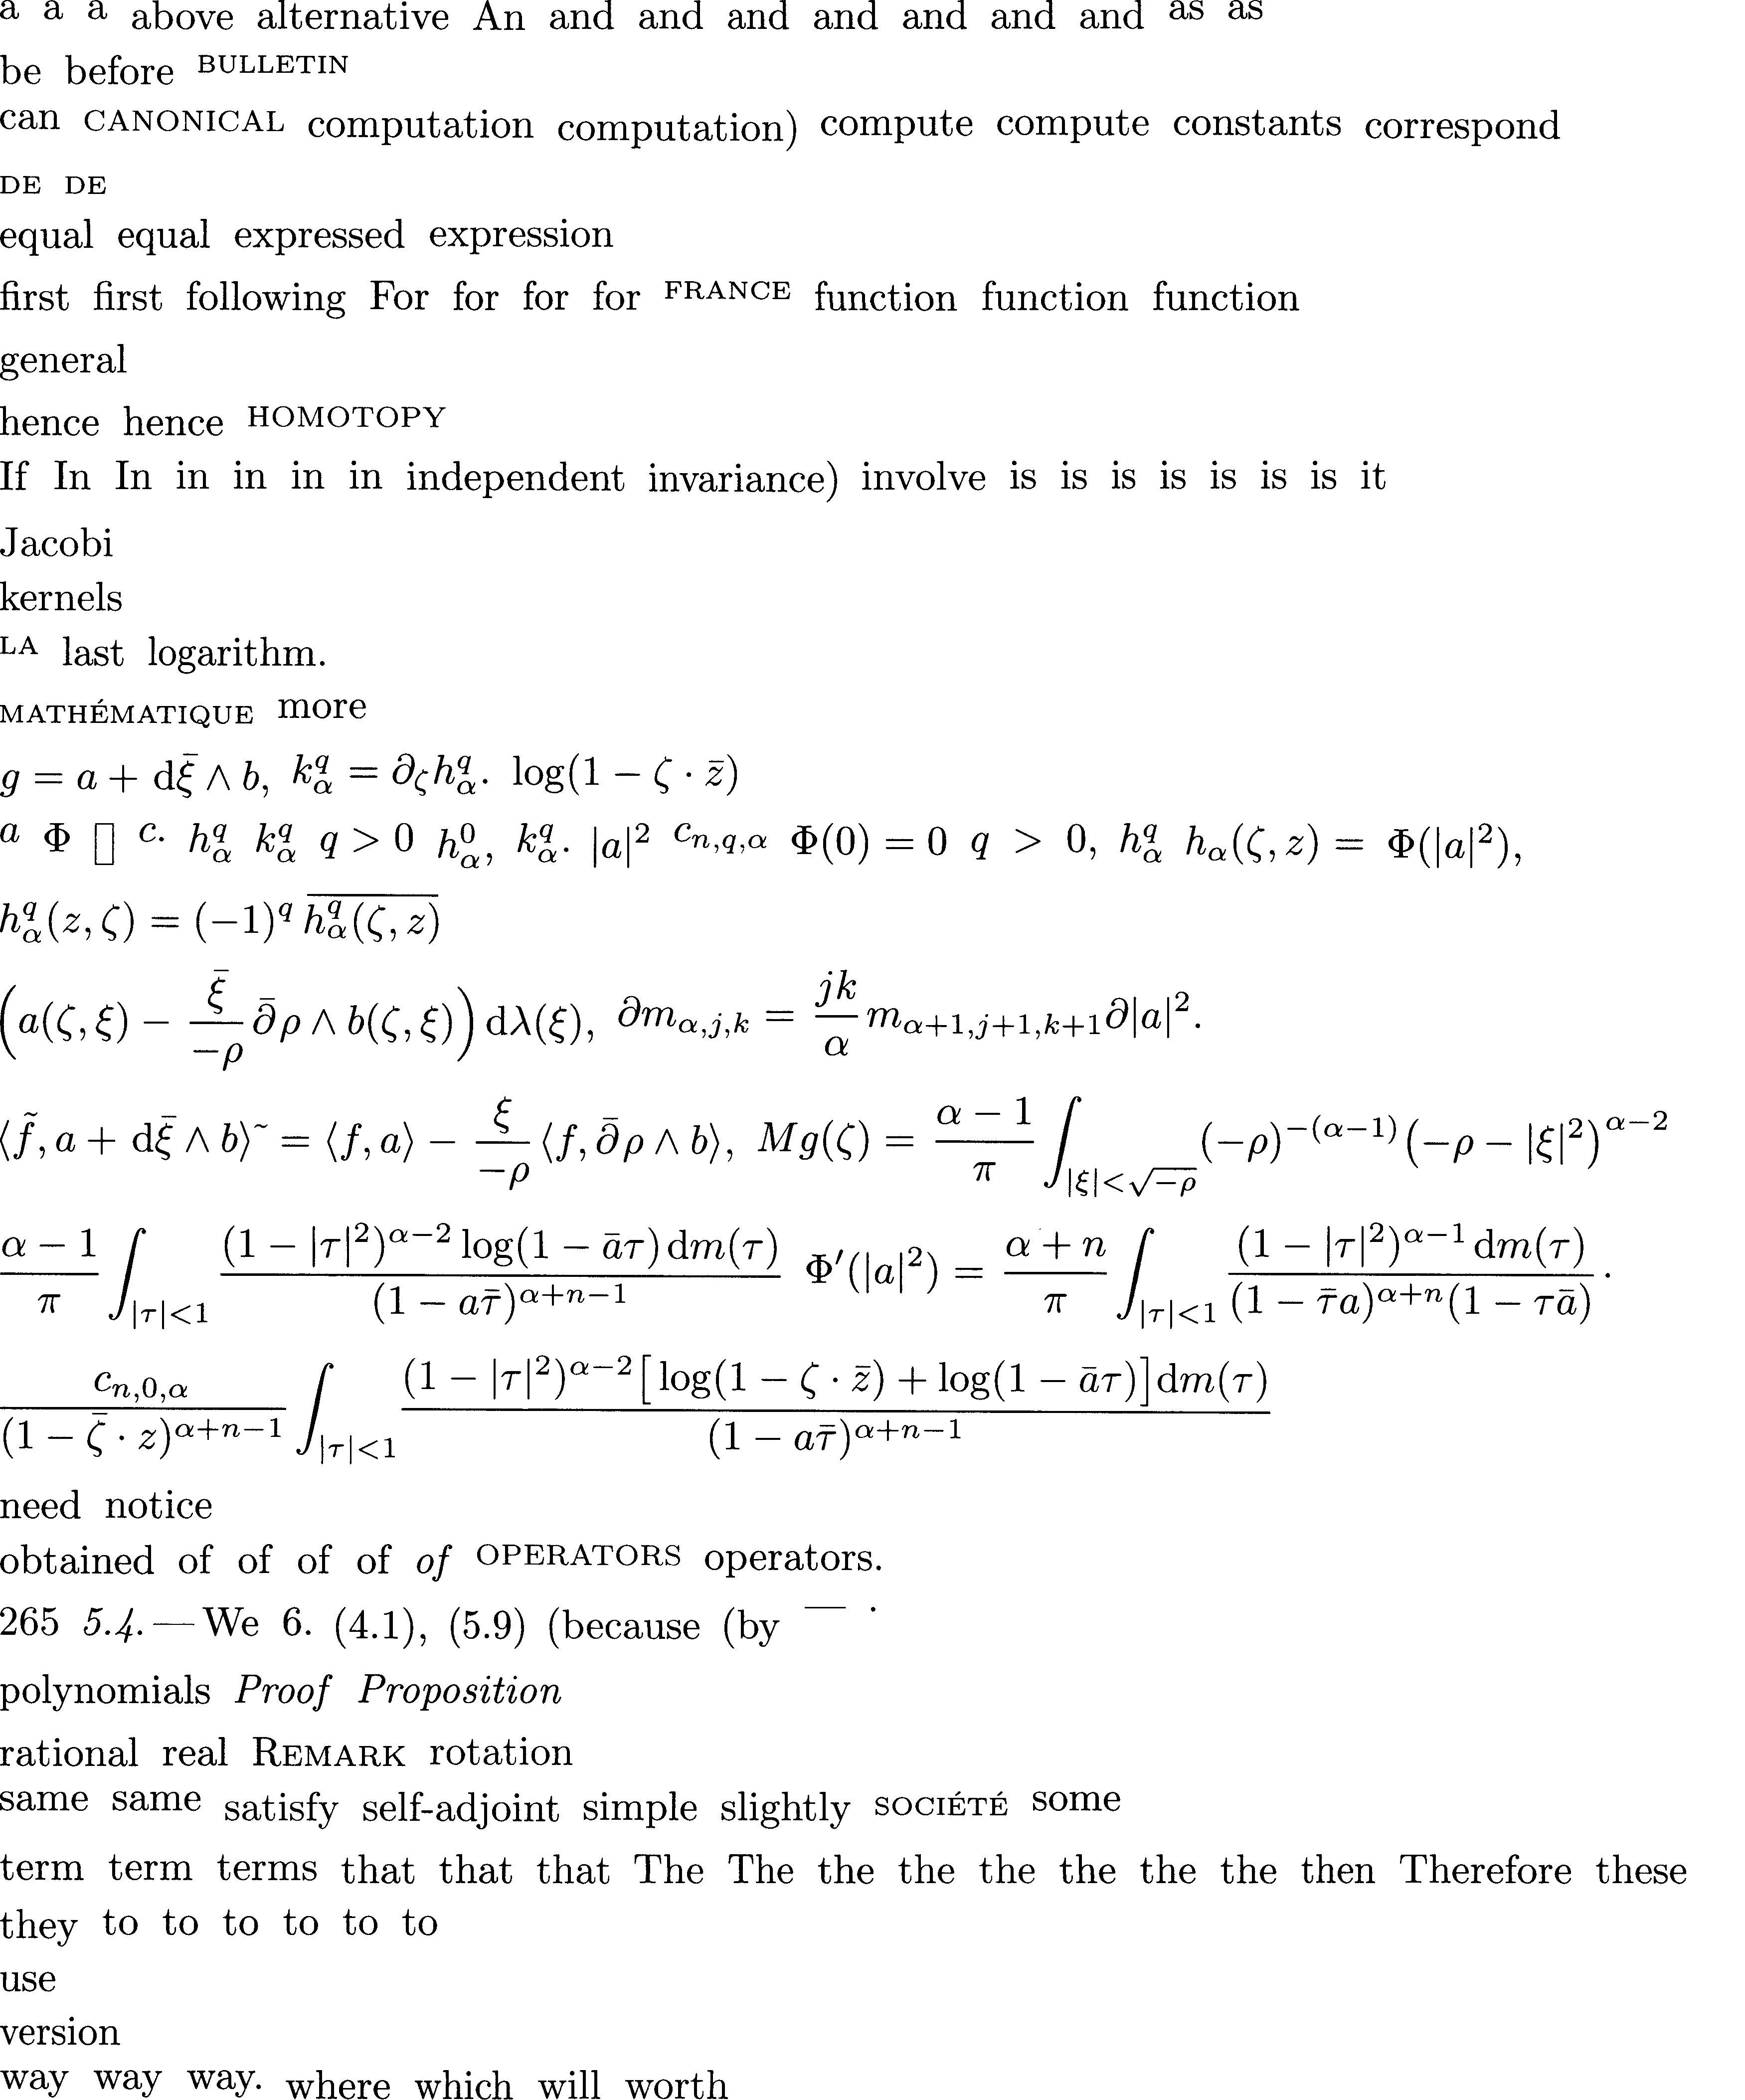 a a a above alternative An and and and and and and and as as
be before BULLETIN
can CANONICAL computation computation) compute compute constants correspond
DE DE
equal equal expressed expression
first first following For for for for FRANCE function function function
general
hence hence HOMOTOPY
If In In in in in in independent invariance) involve is is is is is is is it
Jacobi
kernels
LA last logarithm.
MATHÉMATIQUE more
$g = a + \mathrm{d}\bar{\xi} \wedge b,$ $k_\alpha^q = \partial_\zeta h_\alpha^q.$ $\log(1 - \zeta \cdot \bar{z})$
$a$ $\Phi$ ▯ $c.$ $h_\alpha^q$ $k_\alpha^q$ $q > 0$ $h_\alpha^0,$ $k_\alpha^q.$ $|a|^2$ $c_{n,q,\alpha}$ $\Phi(0) = 0$ $q > 0,$ $h_\alpha^q$ $h_\alpha(\zeta, z) =$ $\Phi(|a|^2),$
$h_\alpha^q(z, \zeta) = (-1)^q \overline{h_\alpha^q(\zeta, z)}$
$\left(a(\zeta, \xi) - \frac{\bar{\xi}}{-\rho} \bar{\partial}\rho \wedge b(\zeta, \xi)\right) \mathrm{d}\lambda(\xi),$ $\partial m_{\alpha,j,k} = \frac{jk}{\alpha} m_{\alpha+1,j+1,k+1} \partial|a|^2.$
$\langle \tilde{f}, a + \mathrm{d}\bar{\xi} \wedge b \rangle^{\sim} = \langle f, a \rangle - \frac{\xi}{-\rho} \langle f, \bar{\partial}\rho \wedge b \rangle,$ $Mg(\zeta) = \frac{\alpha - 1}{\pi} \int_{|\xi| < \sqrt{-\rho}} (-\rho)^{-(\alpha-1)} (-\rho - |\xi|^2)^{\alpha-2}$
$\frac{\alpha - 1}{\pi} \int_{|\tau|<1} \frac{(1 - |\tau|^2)^{\alpha-2} \log(1 - \bar{a}\tau) \, \mathrm{d}m(\tau)}{(1 - a\bar{\tau})^{\alpha+n-1}}$ $\Phi'(|a|^2) = \frac{\alpha + n}{\pi} \int_{|\tau|<1} \frac{(1 - |\tau|^2)^{\alpha-1} \, \mathrm{d}m(\tau)}{(1 - \bar{\tau}a)^{\alpha+n}(1 - \tau\bar{a})} \cdot$
$\frac{c_{n,0,\alpha}}{(1 - \bar{\zeta} \cdot z)^{\alpha+n-1}} \int_{|\tau|<1} \frac{(1 - |\tau|^2)^{\alpha-2} [\log(1 - \zeta \cdot \bar{z}) + \log(1 - \bar{a}\tau)] \mathrm{d}m(\tau)}{(1 - a\bar{\tau})^{\alpha+n-1}}$
need notice
obtained of of of of of OPERATORS operators.
265 5.4. — We 6. (4.1), (5.9) (because (by — .
polynomials Proof Proposition
rational real REMARK rotation
same same satisfy self-adjoint simple slightly SOCIÉTÉ some
term term terms that that that The The the the the the the the then Therefore these
they to to to to to to
use
version
way way way. where which will worth